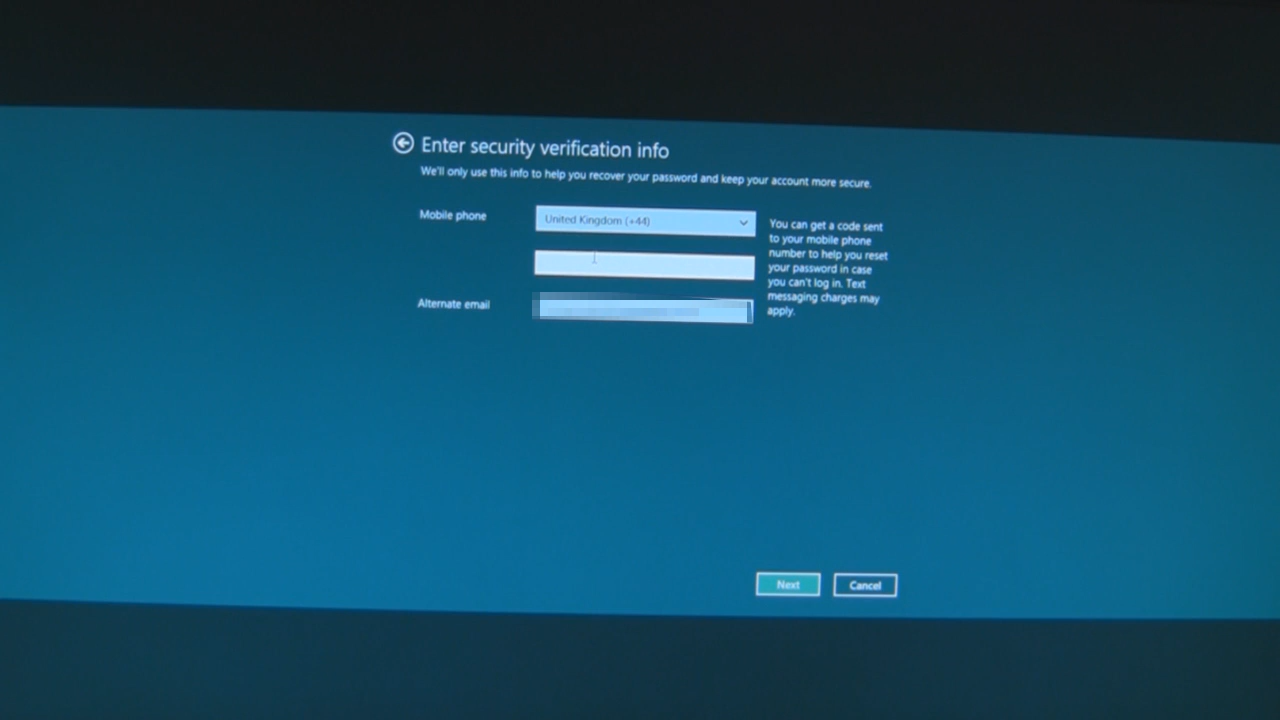 Enter security verification info
We'll only use this info to help you recover your password and keep your account more secure.
Mobile phone
United Kingdom (+44)
You can get a code sent
to your mobile phone
number to help you reset
your password in case
you can't log in. Text
messaging charges may
apply.
Alternate email
Next
Cancel